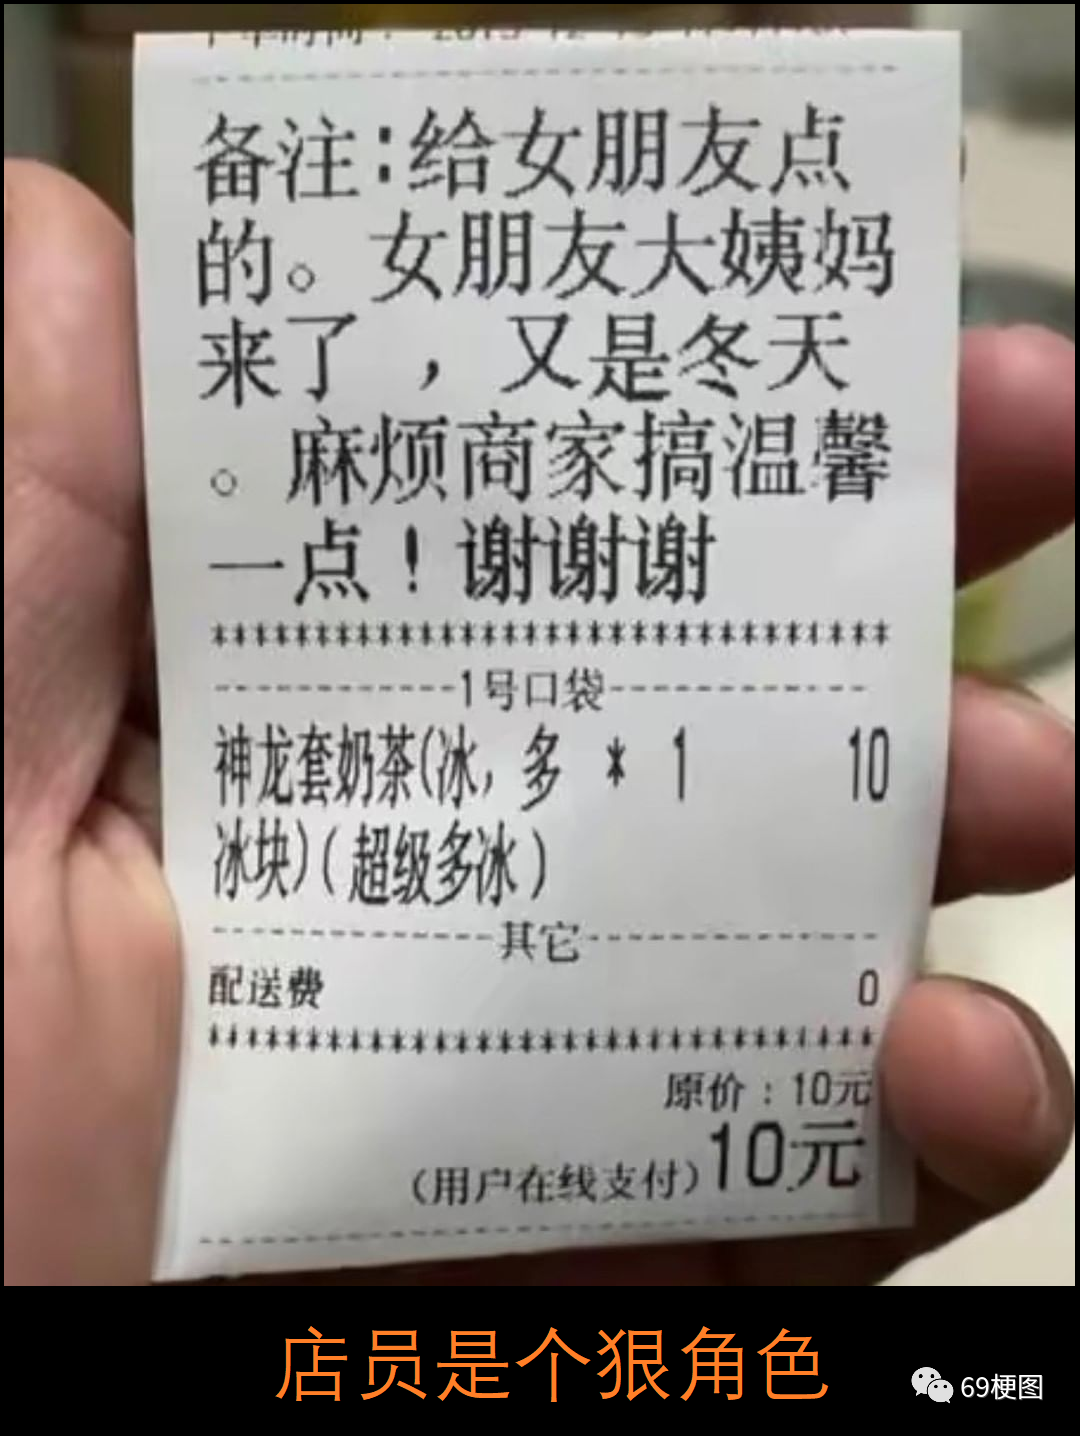 备注:给女朋友点
的。女朋友大姨妈
来了，又是冬天
。麻烦商家搞温馨
一点！谢谢谢
*********************************
------------1号口袋------------
神龙套奶茶(冰，多 * 1 10
冰块)(超级多冰)
--------------其它--------------
配送费 0
*********************************
原价：10元
(用户在线支付)10元
店员是个狠角色
69梗图